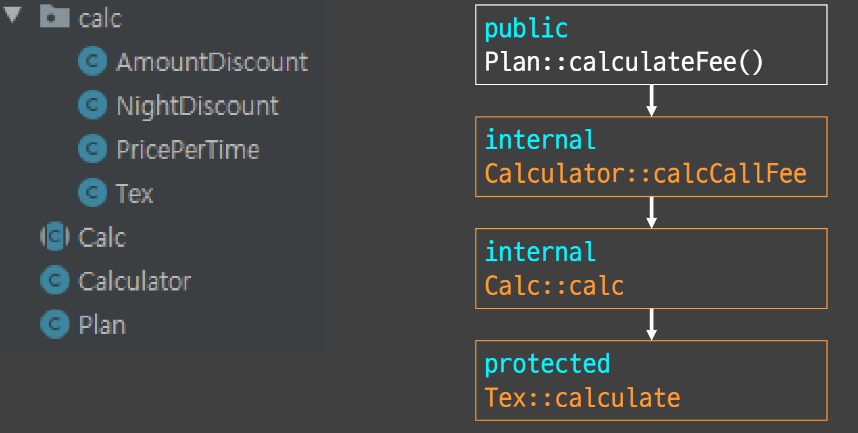 calc
AmountDiscount
NightDiscount
PricePerTime
Tex
Calc
Calculator
Plan
public
Plan::calculateFee()
internal
Calculator::calcCallFee
internal
Calc::calc
protected
Tex::calculate